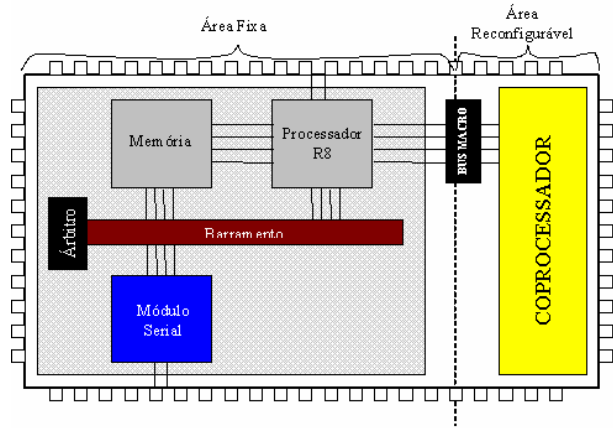 Área Fixa
Área
Reconfigurável
Memória
Processador
R8
BUS MACRO
COPROCESSADOR
Árbitro
Barramento
Módulo
Serial